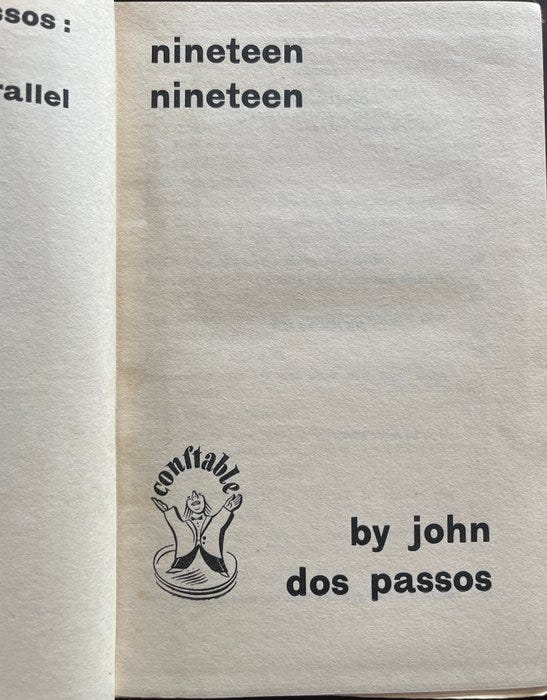 ssos :
rallel
nineteen
nineteen
conſtable
by john
dos passos